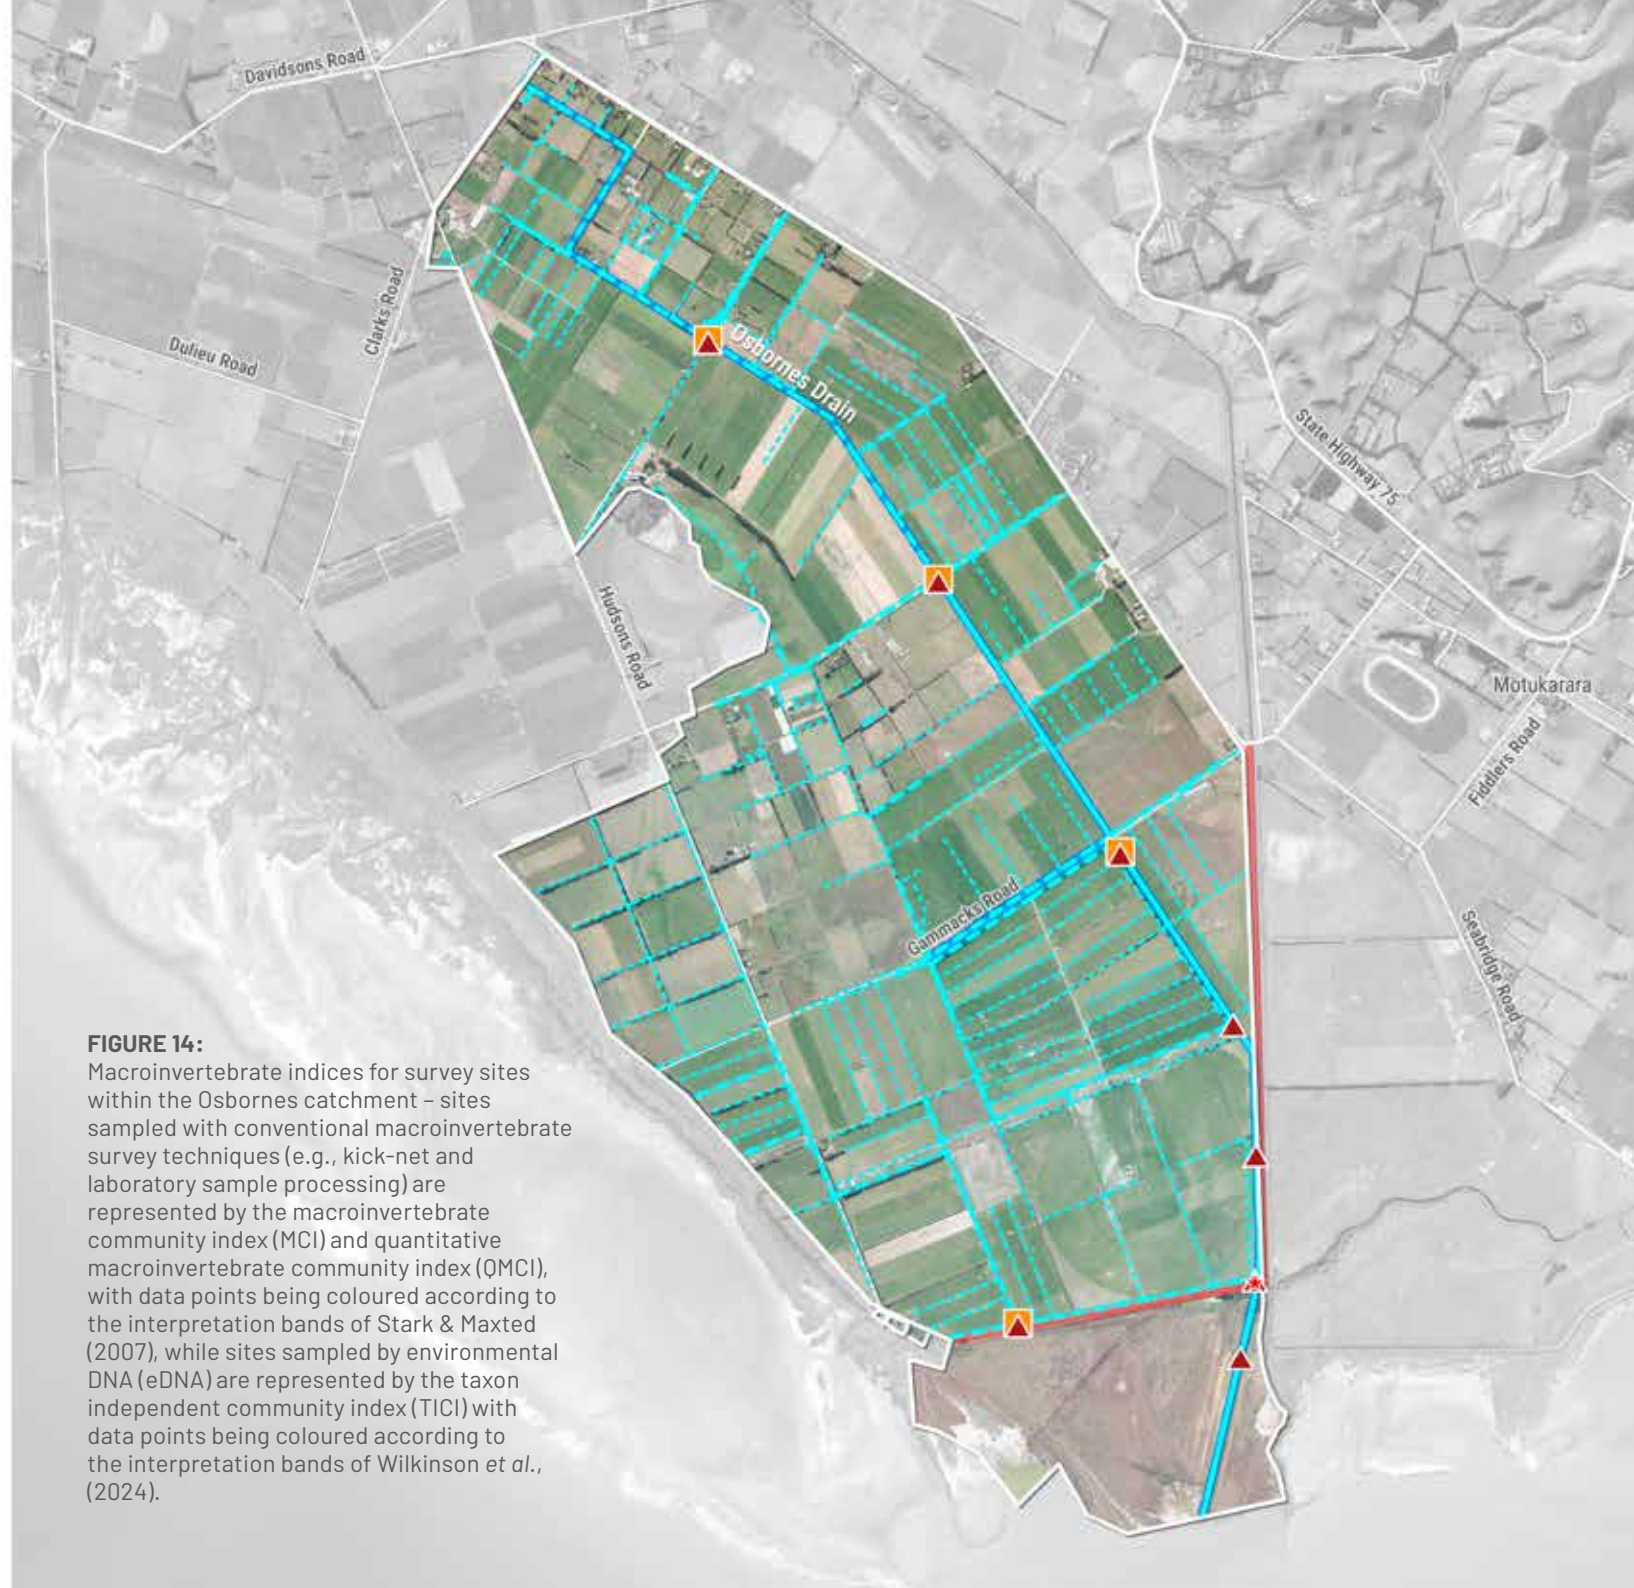 Davidsons Road
Clarks Road
Dulieu Road
Osbornes Drain
State Highway 75
Hudsons Road
Motukarara
Fiddlers Road
Gammacks Road
Seabridge Road
FIGURE 14:
Macroinvertebrate indices for survey sites
within the Osbornes catchment – sites
sampled with conventional macroinvertebrate
survey techniques (e.g., kick-net and
laboratory sample processing) are
represented by the macroinvertebrate
community index (MCI) and quantitative
macroinvertebrate community index (QMCI),
with data points being coloured according to
the interpretation bands of Stark & Maxted
(2007), while sites sampled by environmental
DNA (eDNA) are represented by the taxon
independent community index (TICI) with
data points being coloured according to
the interpretation bands of Wilkinson et al.,
(2024).